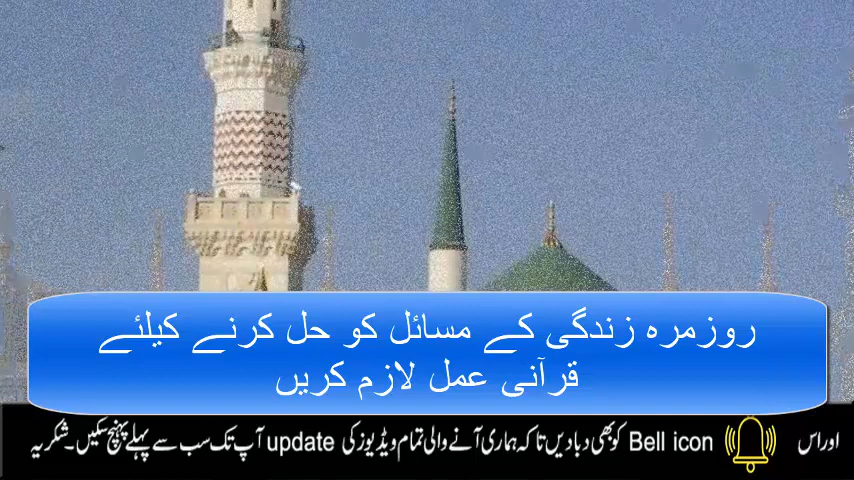 روزمرہ زندگی کے مسائل کو حل کرنے کیلئے
قرآنی عمل لازم کریں
اور اس Bell icon کو بھی دبا دیں تا کہ ہماری آنے والی تمام ویڈیوز کی update آپ تک سب سے پہلے پہنچ سکیں۔ شکریہ